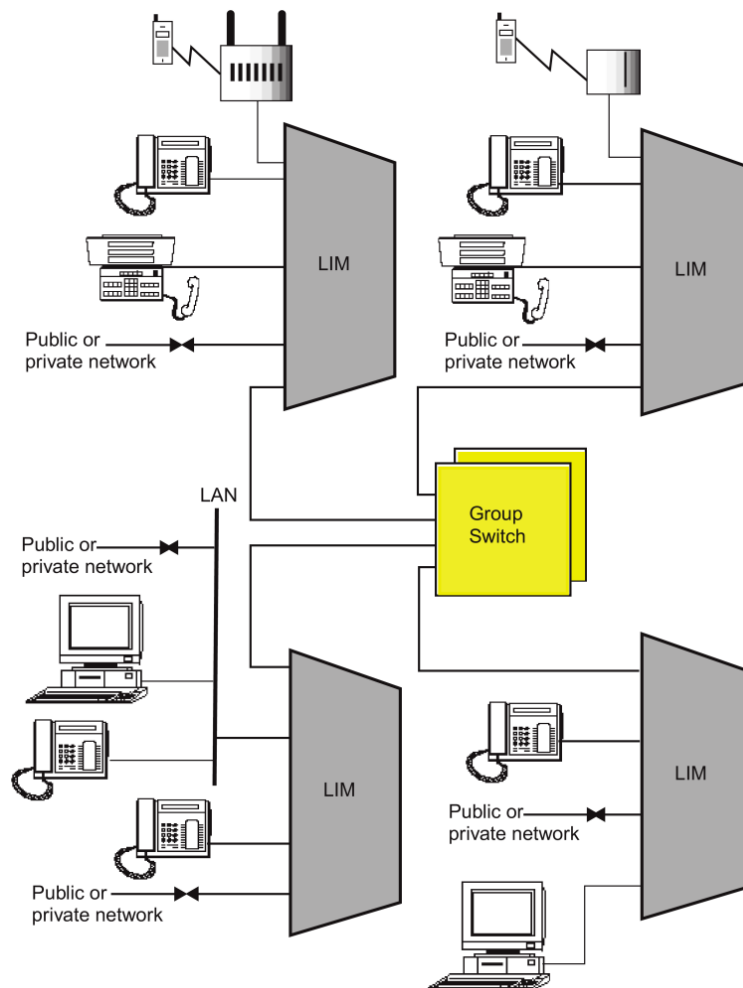 LIM
LIM
Public or
private network
Public or
private network
Group
Switch
LAN
Public or
private network
LIM
Public or
private network
LIM
Public or
private network